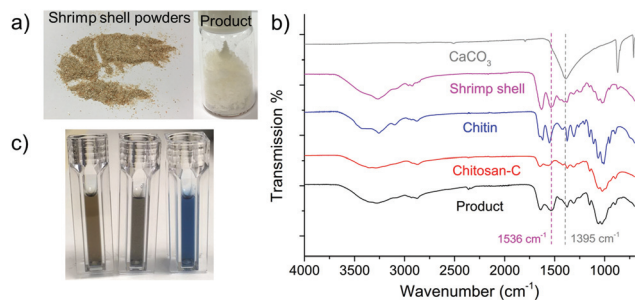 a)
Shrimp shell powders
Product
b)
CaCO3
Shrimp shell
Chitin
Chitosan-C
Product
1536 cm-1
1395 cm-1
Transmission %
4000 3500 3000 2500 2000 1500 1000
Wavenumber (cm-1)
c)